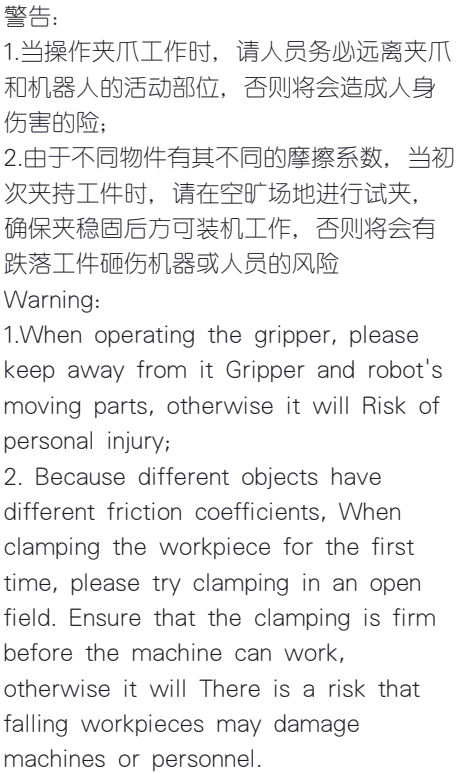 警告:
1.当操作夹爪工作时，请人员务必远离夹爪
和机器人的活动部位，否则将会造成人身
伤害的险;
2.由于不同物件有其不同的摩擦系数，当初
次夹持工件时，请在空旷场地进行试夹，
确保夹稳固后方可装机工作，否则将会有
跌落工件砸伤机器或人员的风险
Warning:
1.When operating the gripper, please
keep away from it Gripper and robot's
moving parts, otherwise it will Risk of
personal injury;
2. Because different objects have
different friction coefficients, When
clamping the workpiece for the first
time, please try clamping in an open
field. Ensure that the clamping is firm
before the machine can work,
otherwise it will There is a risk that
falling workpieces may damage
machines or personnel.